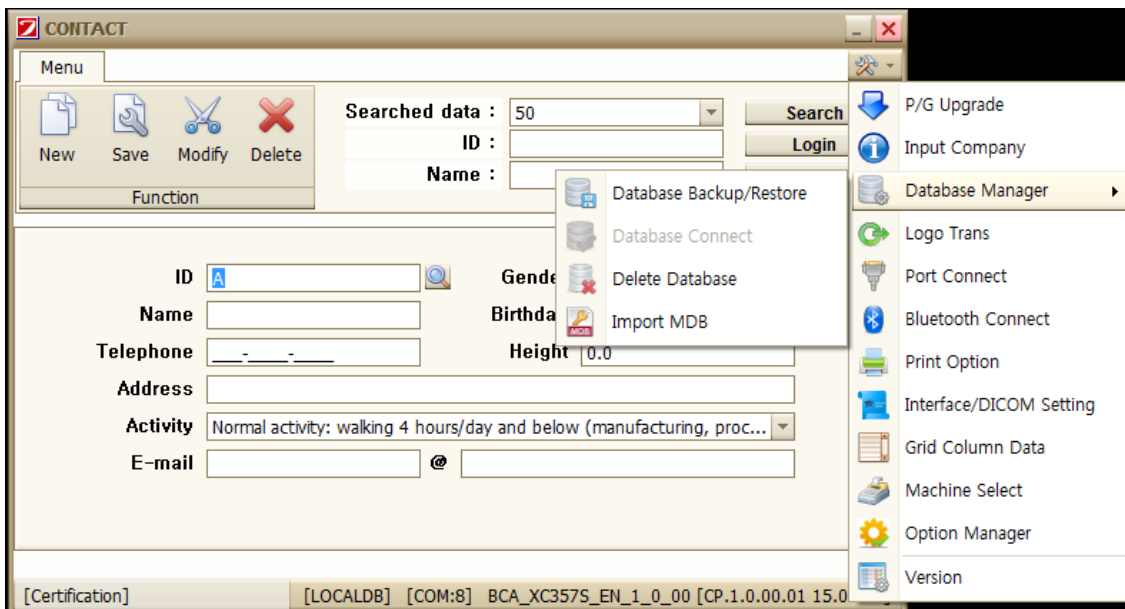 CONTACT
Menu
New Save Modify Delete
Function
Searched data : 50
ID :
Name :
Search
Login
P/G Upgrade
Input Company
Database Manager
Logo Trans
Port Connect
Bluetooth Connect
Print Option
Interface/DICOM Setting
Grid Column Data
Machine Select
Option Manager
Version
Database Backup/Restore
Database Connect
Delete Database
Import MDB
ID A
Gende
Name
Birthda
Telephone ___-____-____
Height 0.0
Address
Activity Normal activity: walking 4 hours/day and below (manufacturing, proc...
E-mail @
[Certification] [LOCALDB] [COM:8] BCA_XC357S_EN_1_0_00 [CP.1.0.00.01 15.0